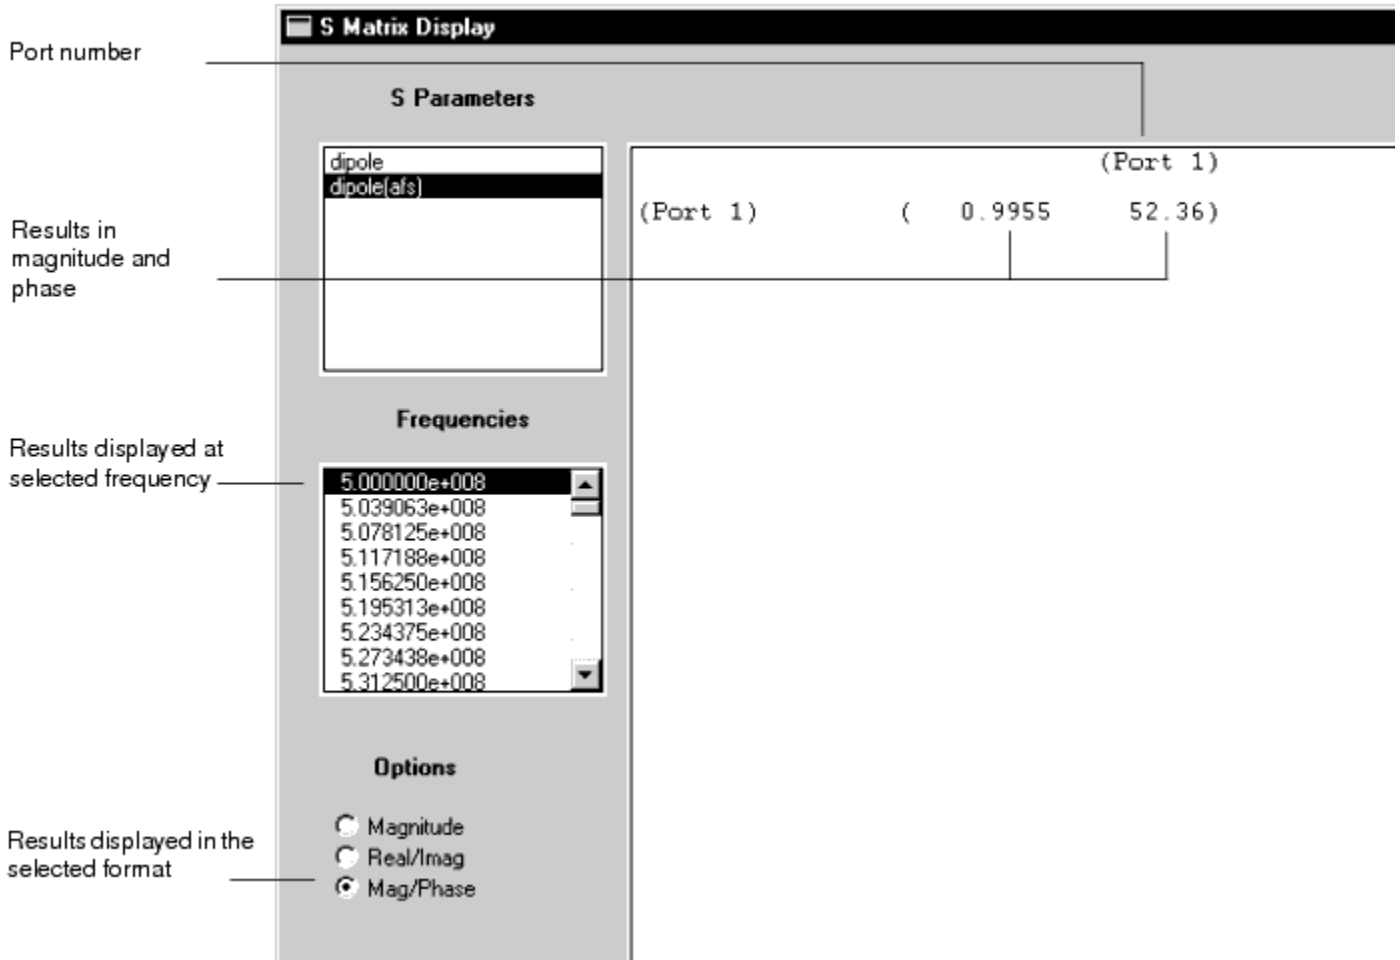 S Matrix Display
Port number
S Parameters
dipole
dipole(afs)
(Port 1)
(Port 1) ( 0.9955 52.36)
Results in
magnitude and
phase
Frequencies
Results displayed at
selected frequency
5.000000e+008
5.039063e+008
5.078125e+008
5.117188e+008
5.156250e+008
5.195313e+008
5.234375e+008
5.273438e+008
5.312500e+008
Options
Results displayed in the
selected format
Magnitude
Real/Imag
Mag/Phase